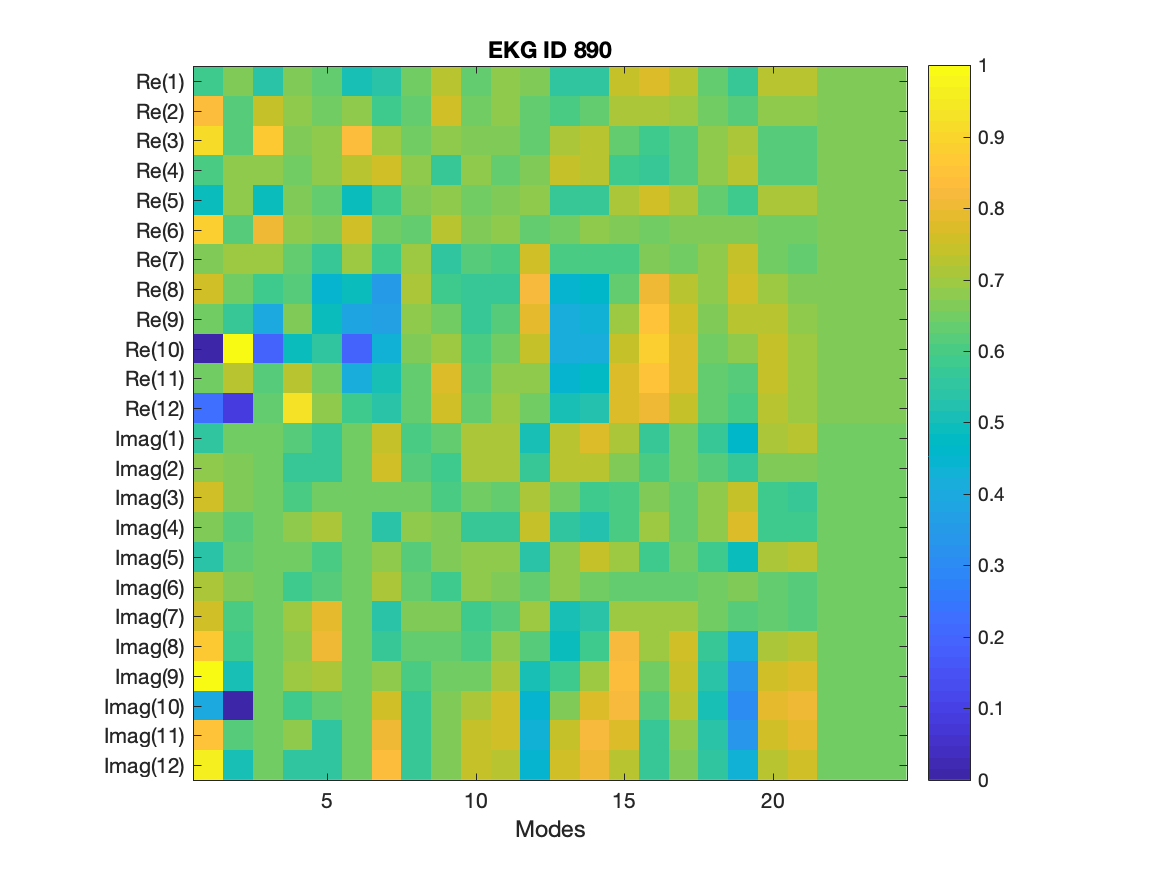 EKG ID 890
Re(1)
Re(2)
Re(3)
Re(4)
Re(5)
Re(6)
Re(7)
Re(8)
Re(9)
Re(10)
Re(11)
Re(12)
Imag(1)
Imag(2)
Imag(3)
Imag(4)
Imag(5)
Imag(6)
Imag(7)
Imag(8)
Imag(9)
Imag(10)
Imag(11)
Imag(12)
5 10 15 20
Modes
1
0.9
0.8
0.7
0.6
0.5
0.4
0.3
0.2
0.1
0